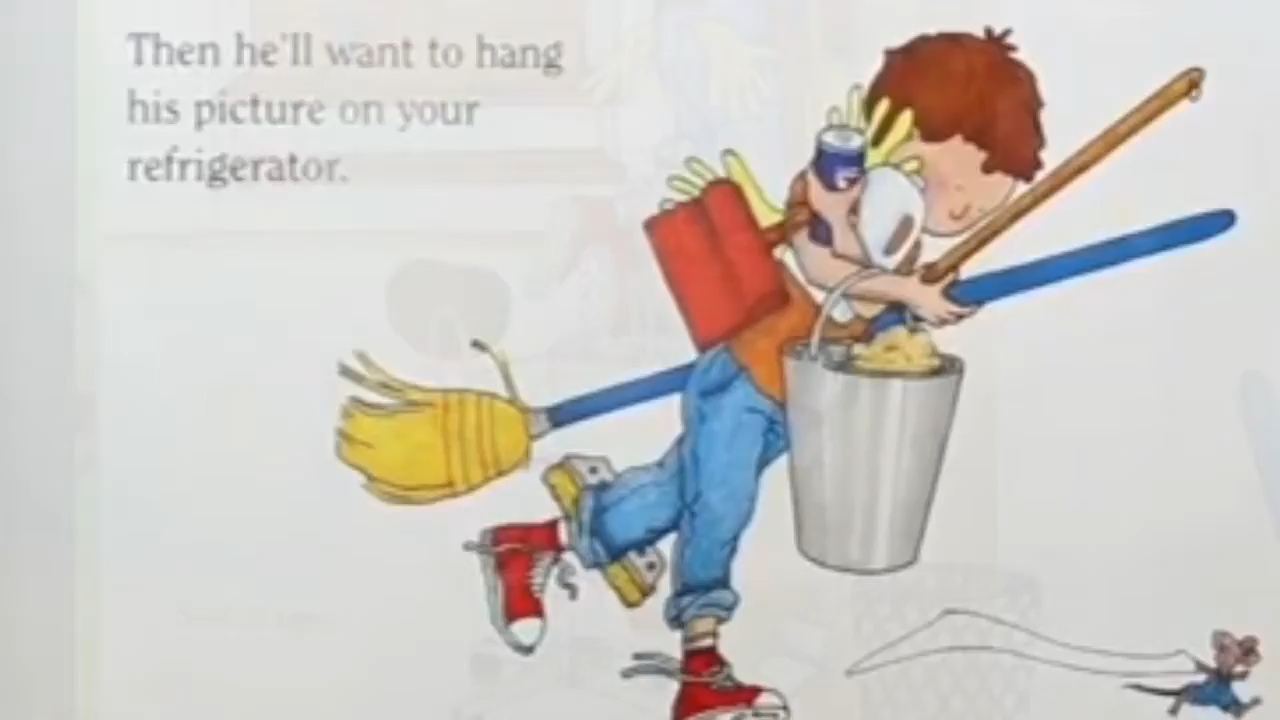 Then he'll want to hang
his picture on your
refrigerator.